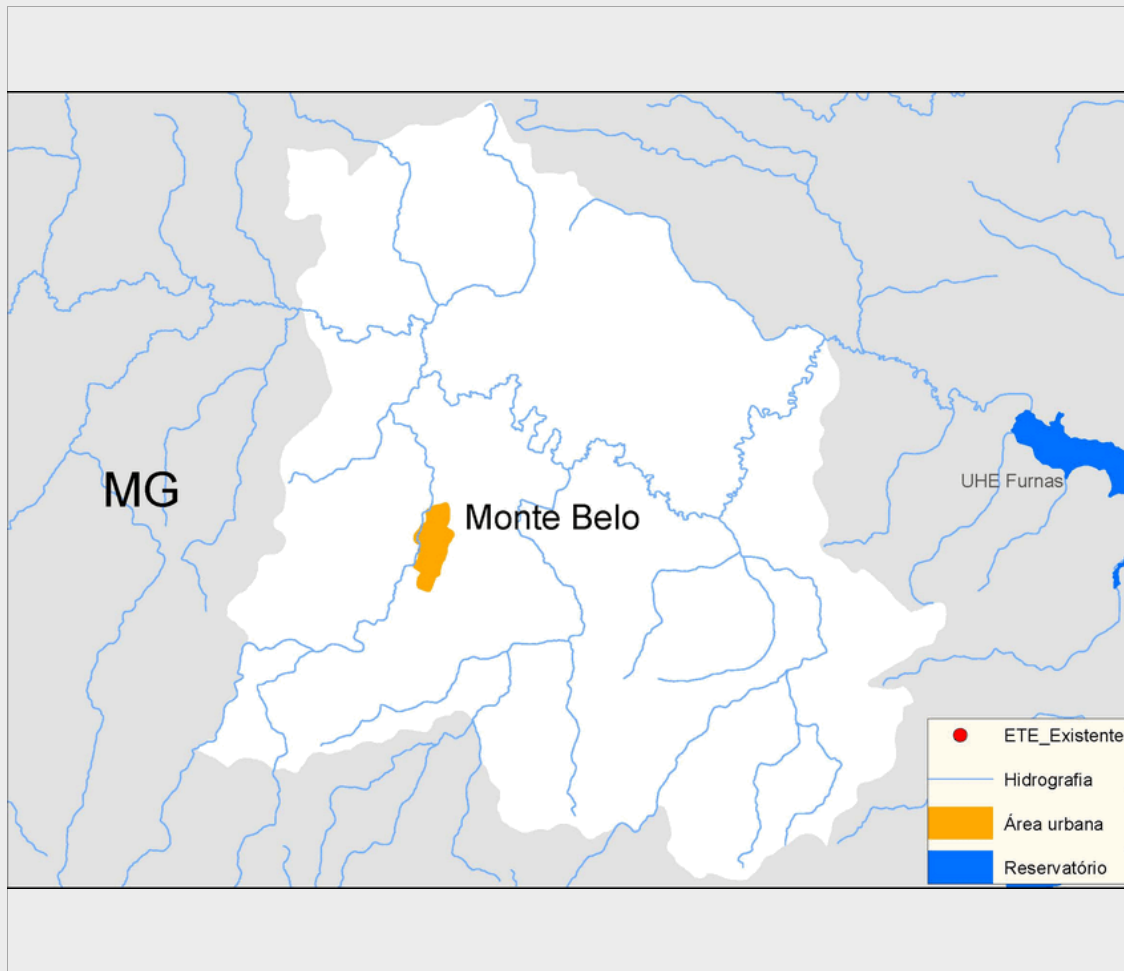 UHE Furnas
MG
Monte Belo
ETE_Existente
Hidrografia
Área urbana
Reservatório